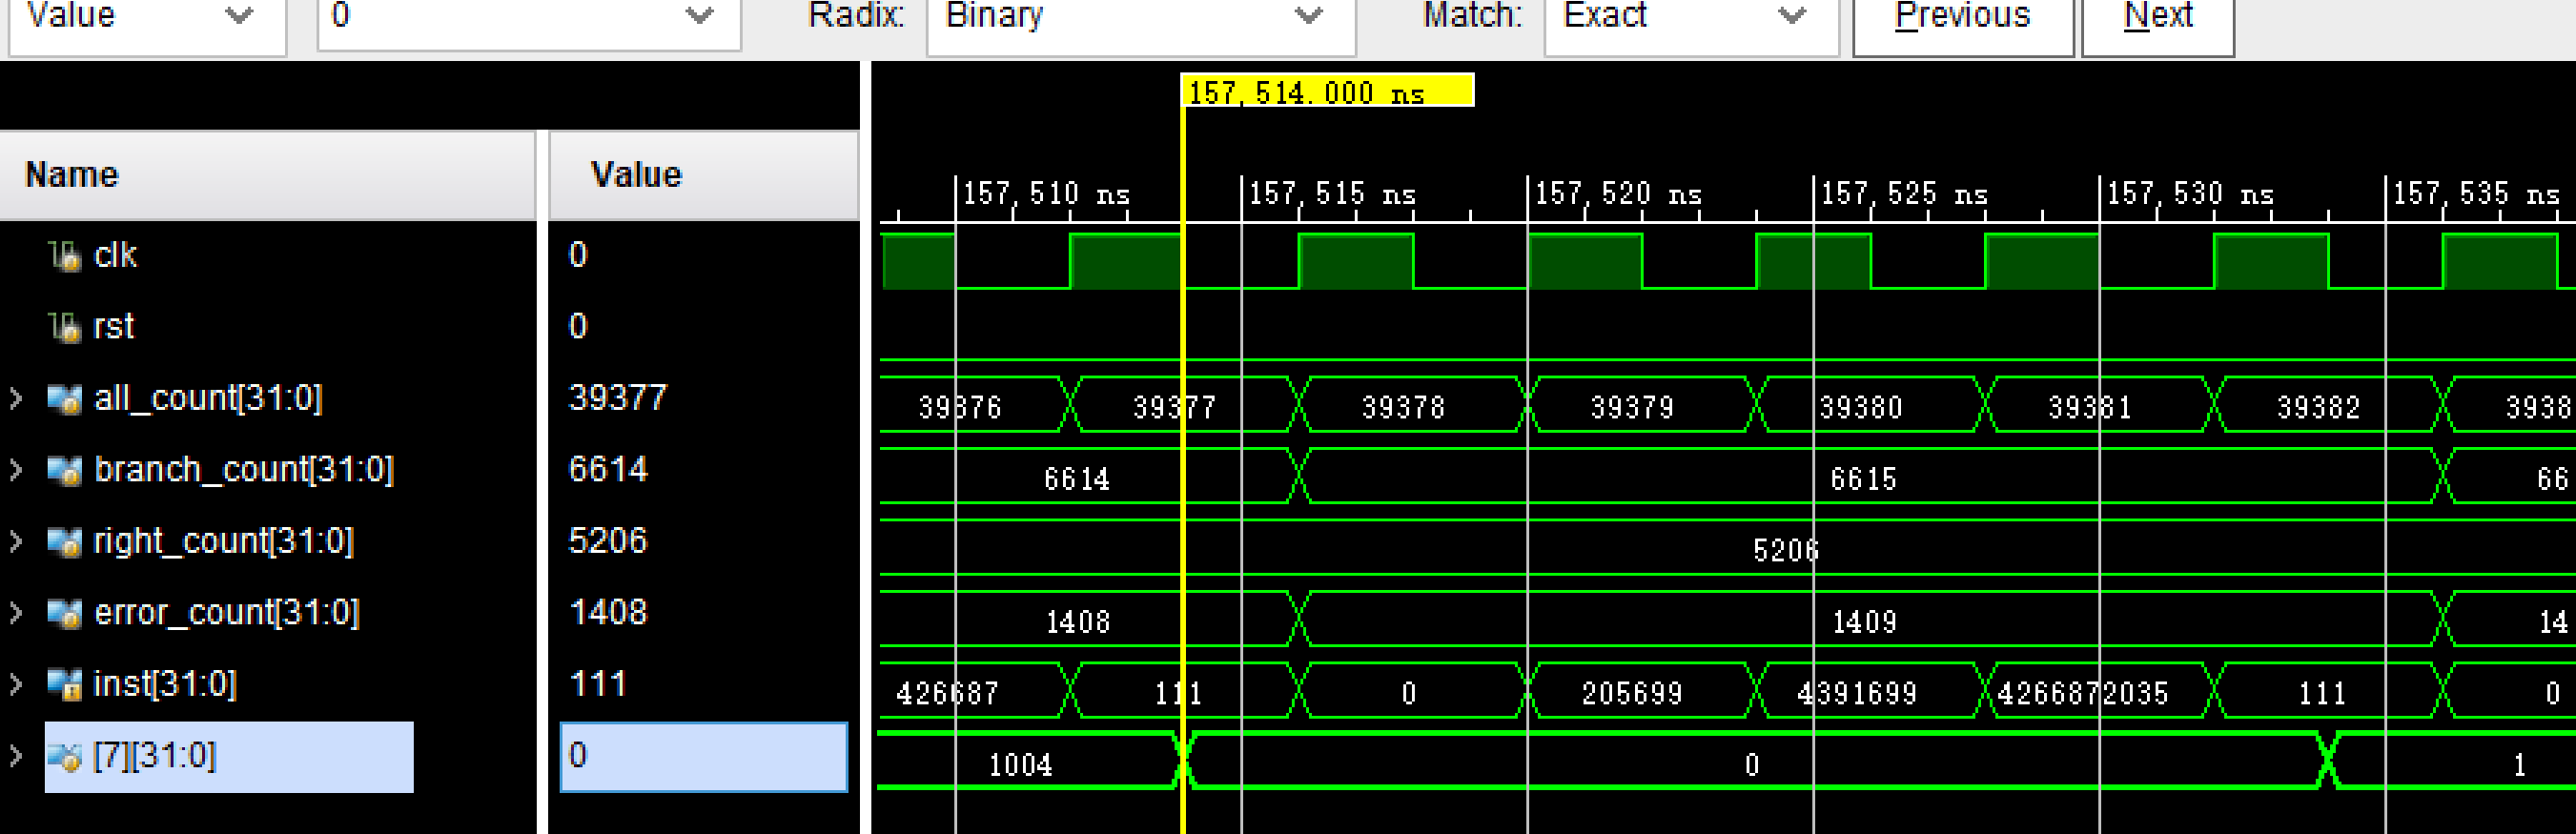 Value 0 Radix: Binary Match: Exact Previous Next
157,514.000 ns
Name Value
157,510 ns 157,515 ns 157,520 ns 157,525 ns 157,530 ns 157,535 ns
clk 0
rst 0
all_count[31:0] 39377 39376 39377 39378 39379 39380 39381 39382 3938
branch_count[31:0] 6614 6614 6615 66
right_count[31:0] 5206 5206
error_count[31:0] 1408 1408 1409 14
inst[31:0] 111 426687 111 0 205699 4391699 4266872035 111 0
[7][31:0] 0 1004 0 1